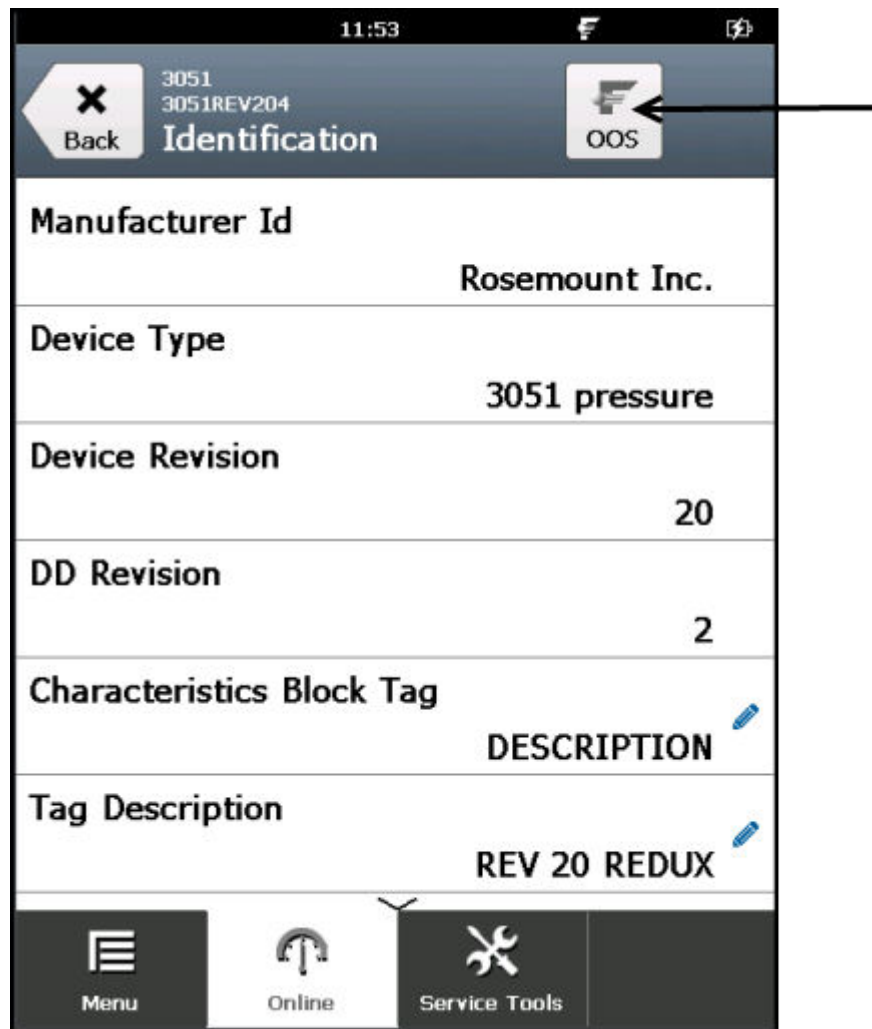 11:53
3051
3051REV204
Back
Identification
OOS
Manufacturer Id
Rosemount Inc.
Device Type
3051 pressure
Device Revision
20
DD Revision
2
Characteristics Block Tag
DESCRIPTION
Tag Description
REV 20 REDUX
Menu
Online
Service Tools